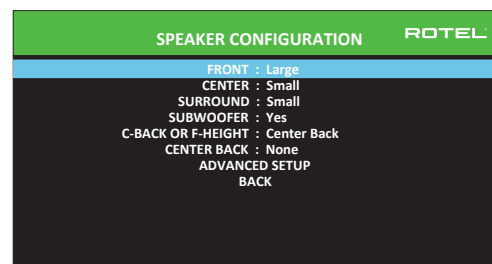 SPEAKER CONFIGURATION ROTEL
FRONT : Large
CENTER : Small
SURROUND : Small
SUBWOOFER : Yes
C-BACK OR F-HEIGHT : Center Back
CENTER BACK : None
ADVANCED SETUP
BACK